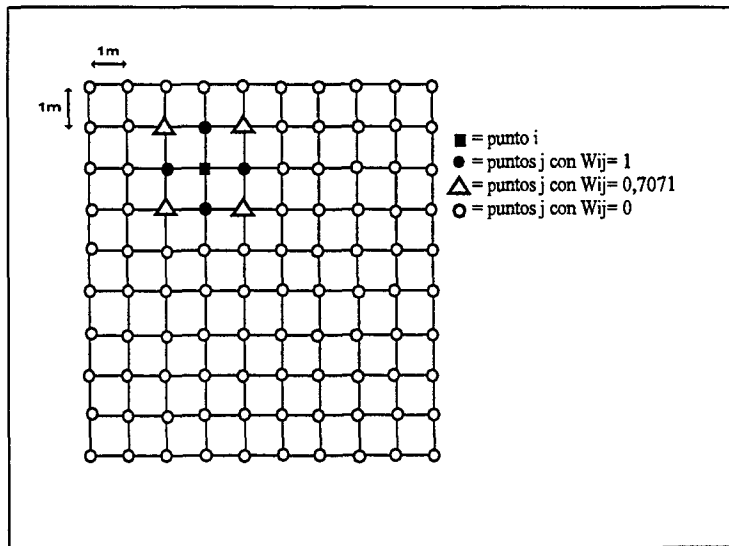 1m
1m
= punto i
= puntos j con Wij= 1
= puntos j con Wij= 0,7071
= puntos j con Wij= 0